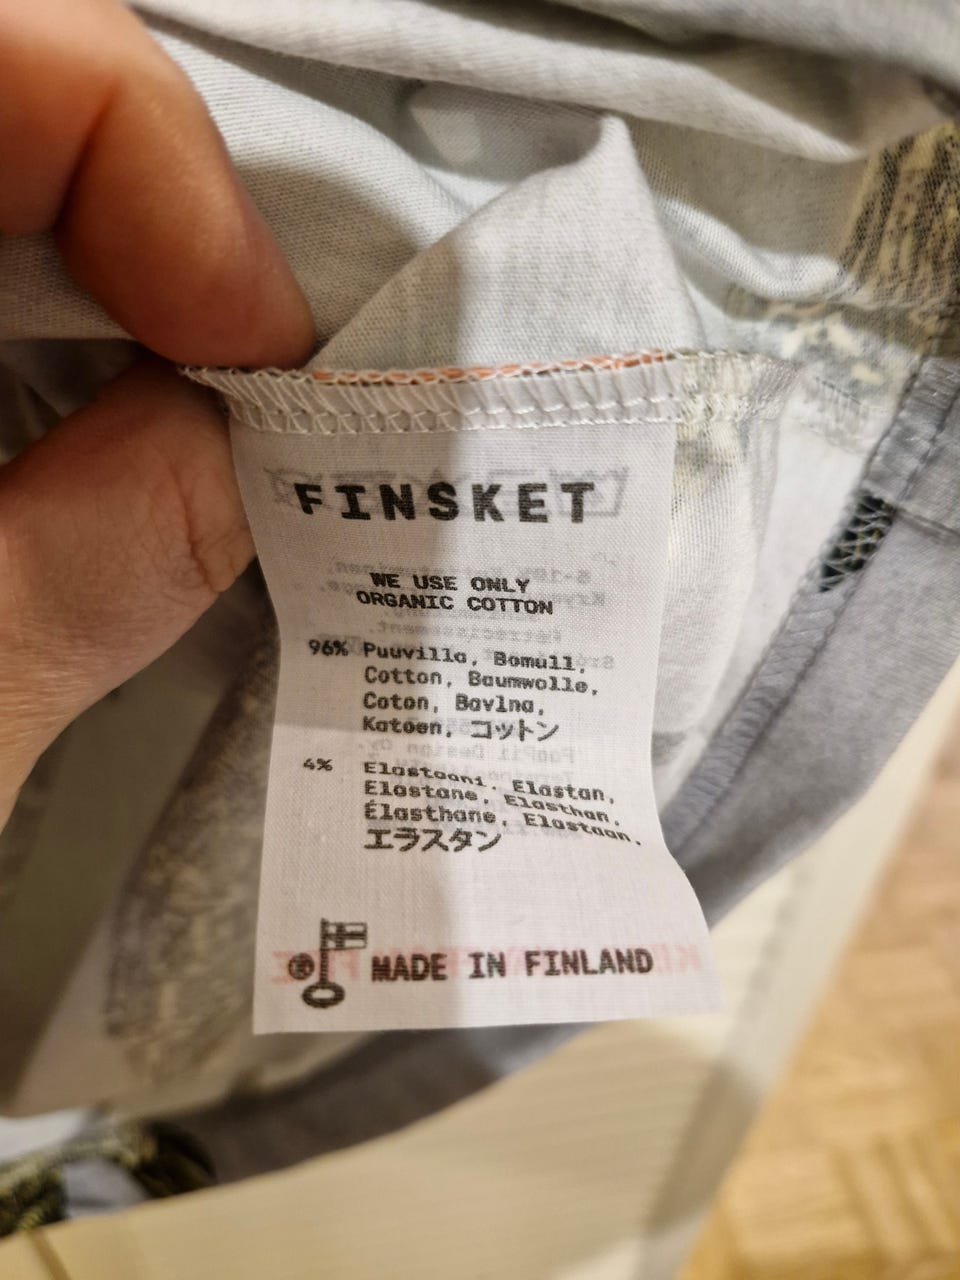 FINSKET
WE USE ONLY
ORGANIC COTTON
96% Puuvilla, Bomull,
Cotton, Baumwolle,
Coton, Bavlna,
Katoen, コットン
4% Elastaani, Elastan,
Elastane, Elasthan,
Élasthane, Elastaan,
エラスタン
® MADE IN FINLAND